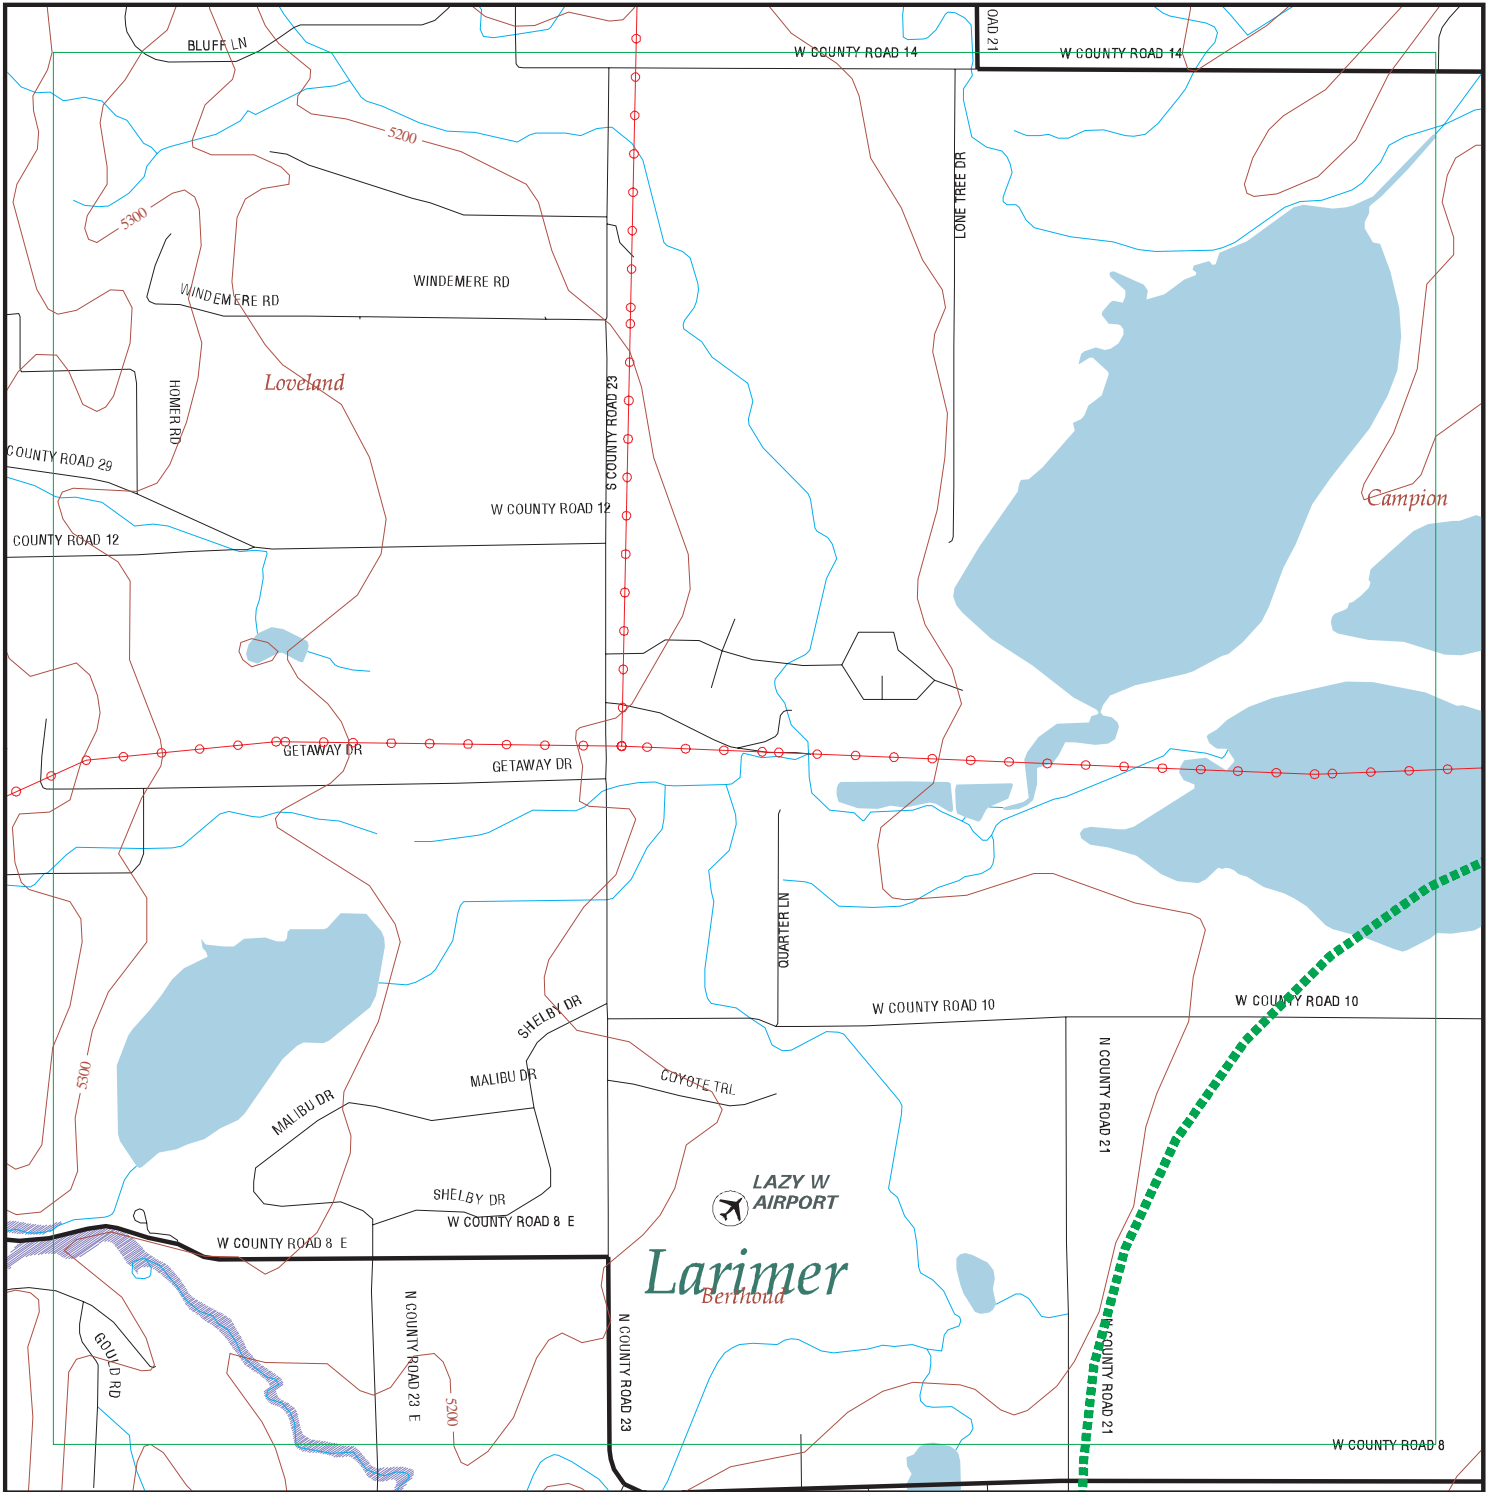 BLUFF LN
W COUNTY ROAD 14
OAD 21
W COUNTY ROAD 14
5200
LONE TREE DR
5300
WINDEMERE RD
WINDEMERE RD
HOMER RD
Loveland
S COUNTY ROAD 23
COUNTY ROAD 29
W COUNTY ROAD 12
Campion
COUNTY ROAD 12
GETAWAY DR
GETAWAY DR
QUARTER LN
SHELBY DR
W COUNTY ROAD 10
W COUNTY ROAD 10
5300
MALIBU DR
MALIBU DR
COYOTE TRL
N COUNTY ROAD 21
SHELBY DR
LAZY W
AIRPORT
W COUNTY ROAD 8 E
W COUNTY ROAD 8 E
Larimer
Berthoud
GOULD RD
N COUNTY ROAD 23 E
5200
N COUNTY ROAD 23
N COUNTY ROAD 21
W COUNTY ROAD 8